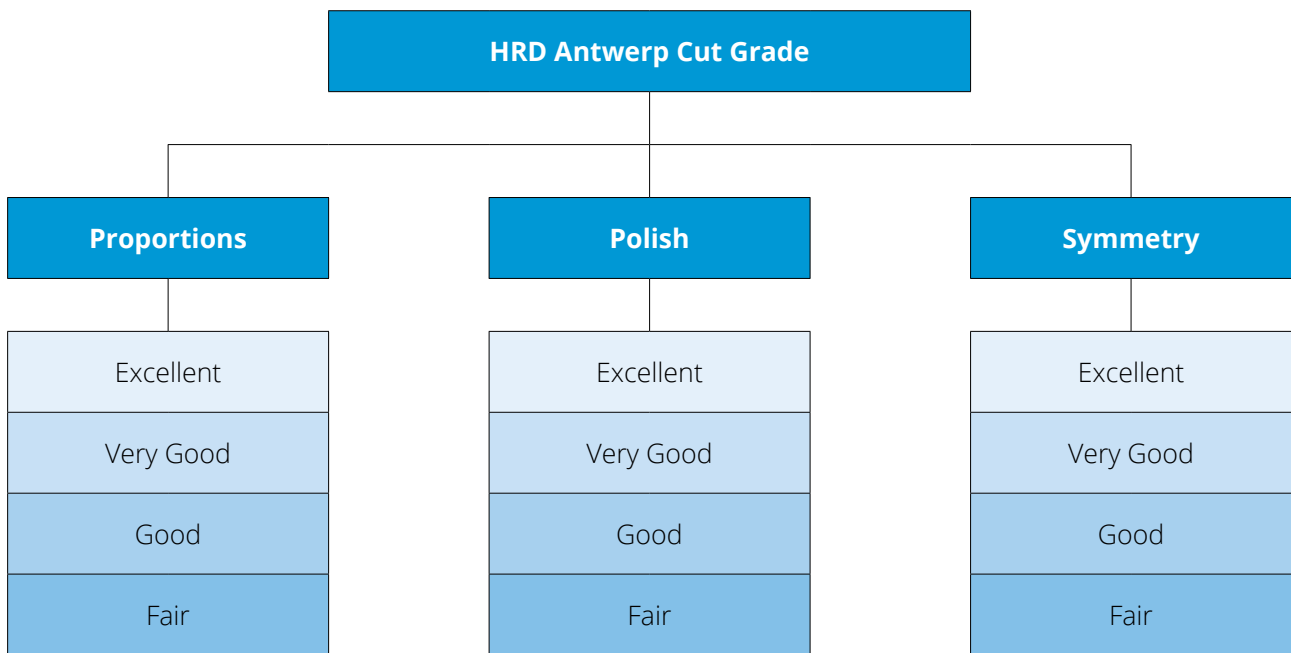 HRD Antwerp Cut Grade
Proportions
Polish
Symmetry
Excellent
Excellent
Excellent
Very Good
Very Good
Very Good
Good
Good
Good
Fair
Fair
Fair